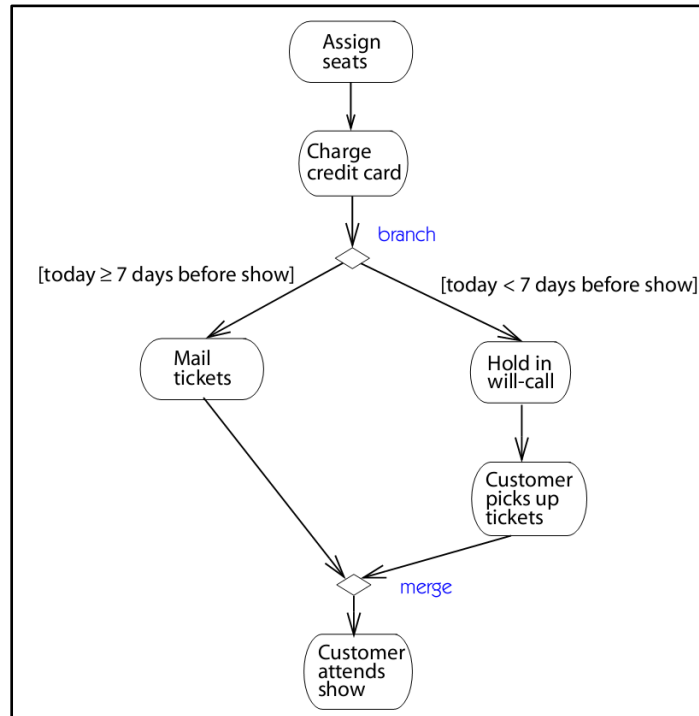 Assign
seats
Charge
credit card
branch
[today ≥ 7 days before show]
[today < 7 days before show]
Mail
tickets
Hold in
will-call
Customer
picks up
tickets
merge
Customer
attends
show